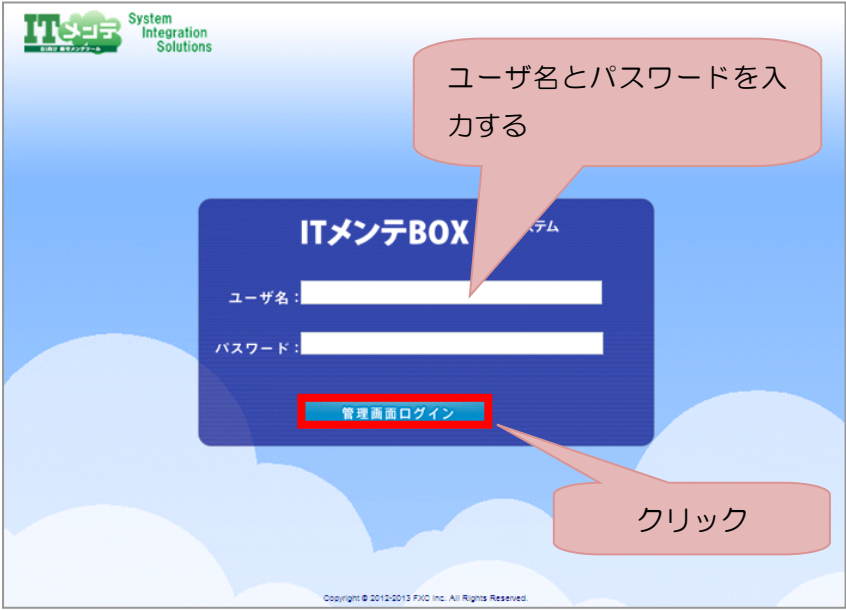 ITメンテ
System
Integration
Solutions
ユーザ名とパスワードを入
力する
ITメンテBOX
テム
ユーザ名：
パスワード：
管理画面ログイン
クリック
Copyright © 2012-2013 FXC Inc. All Rights Reserved.